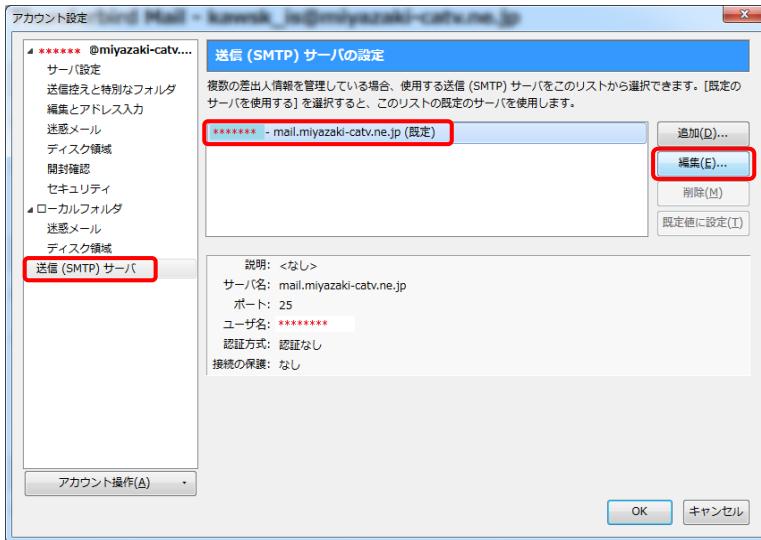 アカウント設定
****** @miyazaki-catv....
サーバ設定
送信控えと特別なフォルダ
編集とアドレス入力
迷惑メール
ディスク領域
開封確認
セキュリティ
ローカルフォルダ
迷惑メール
ディスク領域
送信 (SMTP) サーバ
アカウント操作(A)
送信 (SMTP) サーバの設定
複数の差出人情報を管理している場合、使用する送信 (SMTP) サーバをこのリストから選択できます。[既定の
サーバを使用する] を選択すると、このリストの既定のサーバを使用します。
******* - mail.miyazaki-catv.ne.jp (既定)
追加(D)...
編集(E)...
削除(M)
既定値に設定(T)
説明: <なし>
サーバ名: mail.miyazaki-catv.ne.jp
ポート: 25
ユーザ名: ********
認証方式: 認証なし
接続の保護: なし
OK
キャンセル